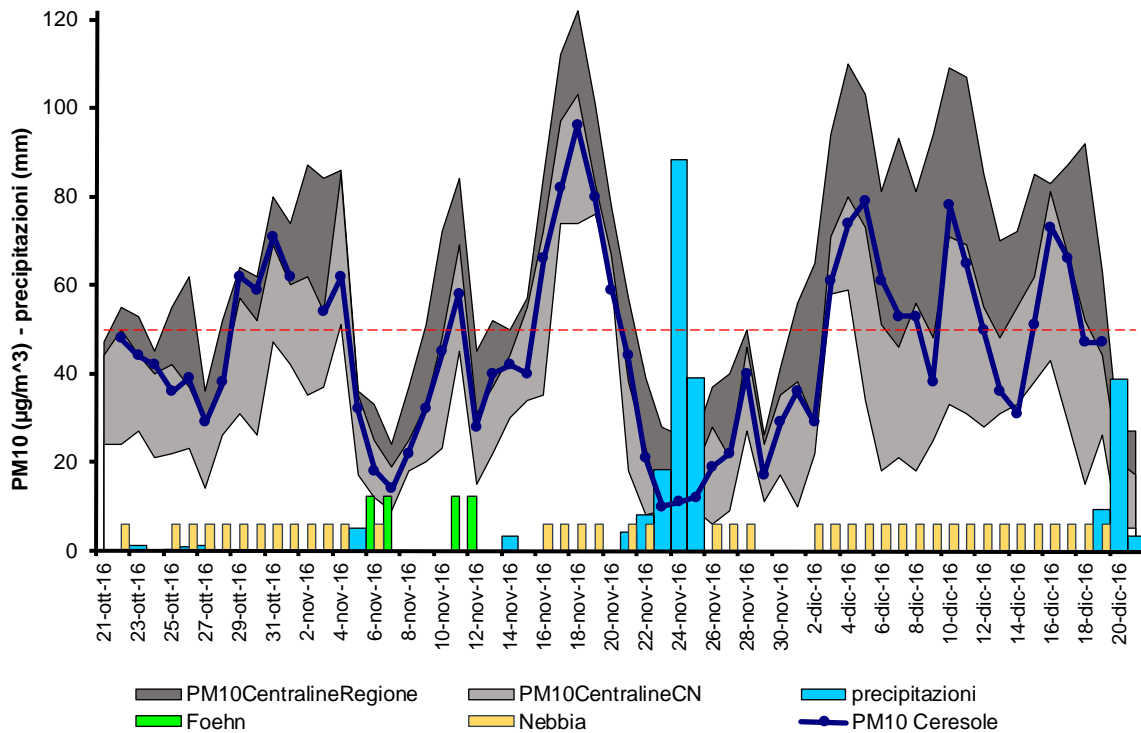 PM10 (µg/m^3) - precipitazioni (mm)
120
100
80
60
40
20
0
21-ott-16
23-ott-16
25-ott-16
27-ott-16
29-ott-16
31-ott-16
2-nov-16
4-nov-16
6-nov-16
8-nov-16
10-nov-16
12-nov-16
14-nov-16
16-nov-16
18-nov-16
20-nov-16
22-nov-16
24-nov-16
26-nov-16
28-nov-16
30-nov-16
2-dic-16
4-dic-16
6-dic-16
8-dic-16
10-dic-16
12-dic-16
14-dic-16
16-dic-16
18-dic-16
20-dic-16
PM10CentralineRegione PM10CentralineCN precipitazioni
Foehn Nebbia PM10 Ceresole